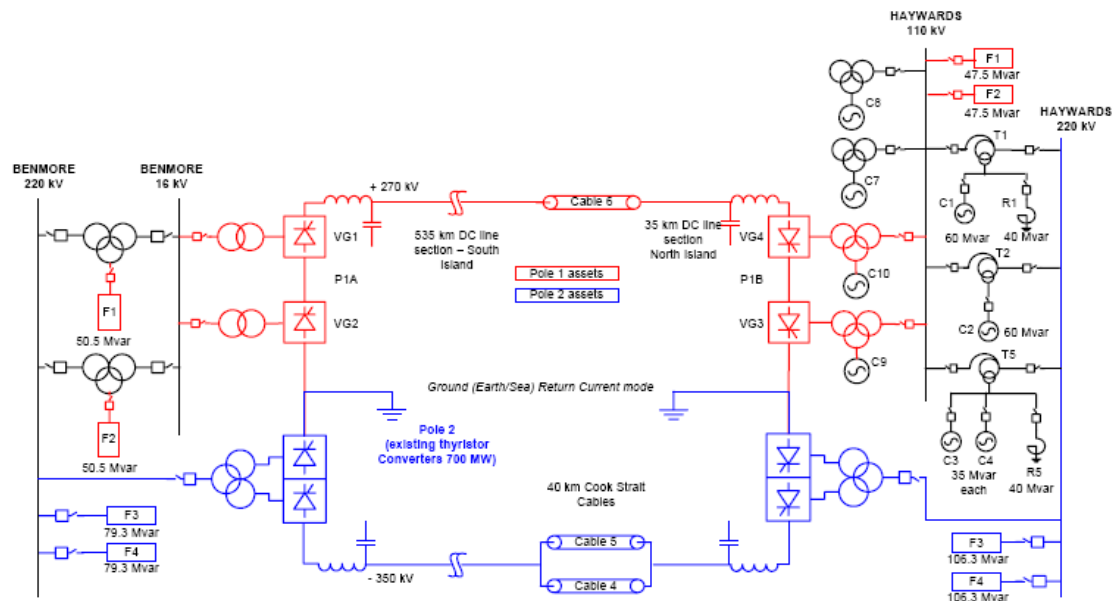 HAYWARDS
110 kV
F1
47.5 Mvar
F2
47.5 Mvar
C8
HAYWARDS
220 kV
T1
C7
C1
R1
60 Mvar
40 Mvar
T2
C10
C2
60 Mvar
T5
C9
C3
C4
R5
35 Mvar
each
40 Mvar
BENMORE
220 kV
BENMORE
16 kV
+ 270 kV
Cable 6
VG1
535 km DC line
section – South
Island
35 km DC line
section
North Island
VG4
P1A
Pole 1 assets
Pole 2 assets
P1B
F1
50.5 Mvar
VG2
VG3
Ground (Earth/Sea) Return Current mode
F2
50.5 Mvar
Pole 2
(existing thyristor
Converters 700 MW)
40 km Cook Strait
Cables
F3
79.3 Mvar
F4
79.3 Mvar
Cable 5
Cable 4
- 350 kV
F3
106.3 Mvar
F4
106.3 Mvar